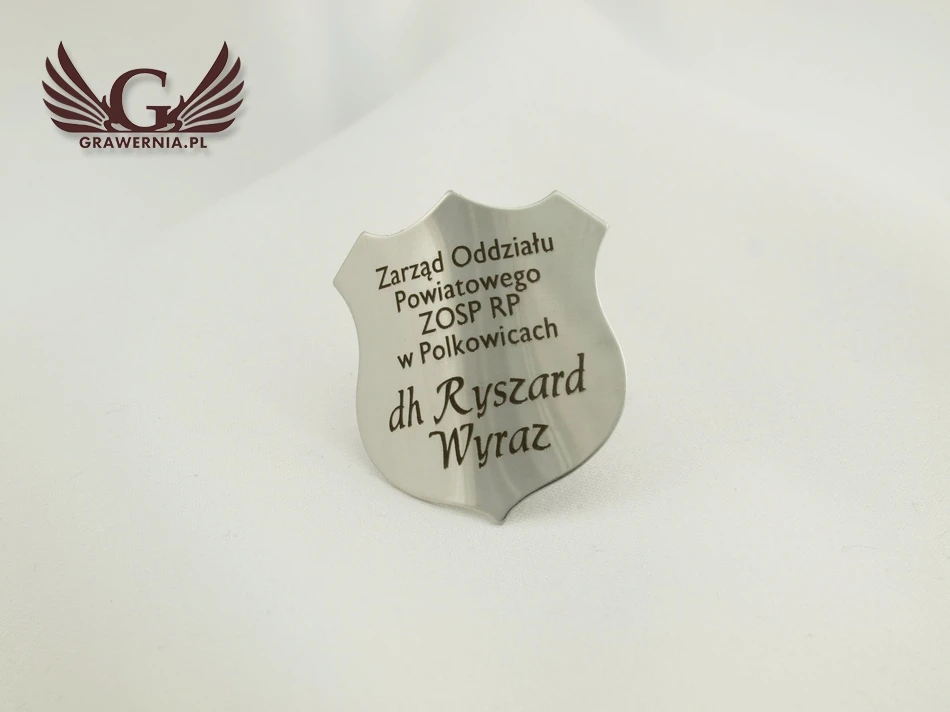 G
GRAWERNIA.PL
Zarząd Oddziału
Powiatowego
ZOSP RP
w Polkowicach
dh Ryszard
Wyraz